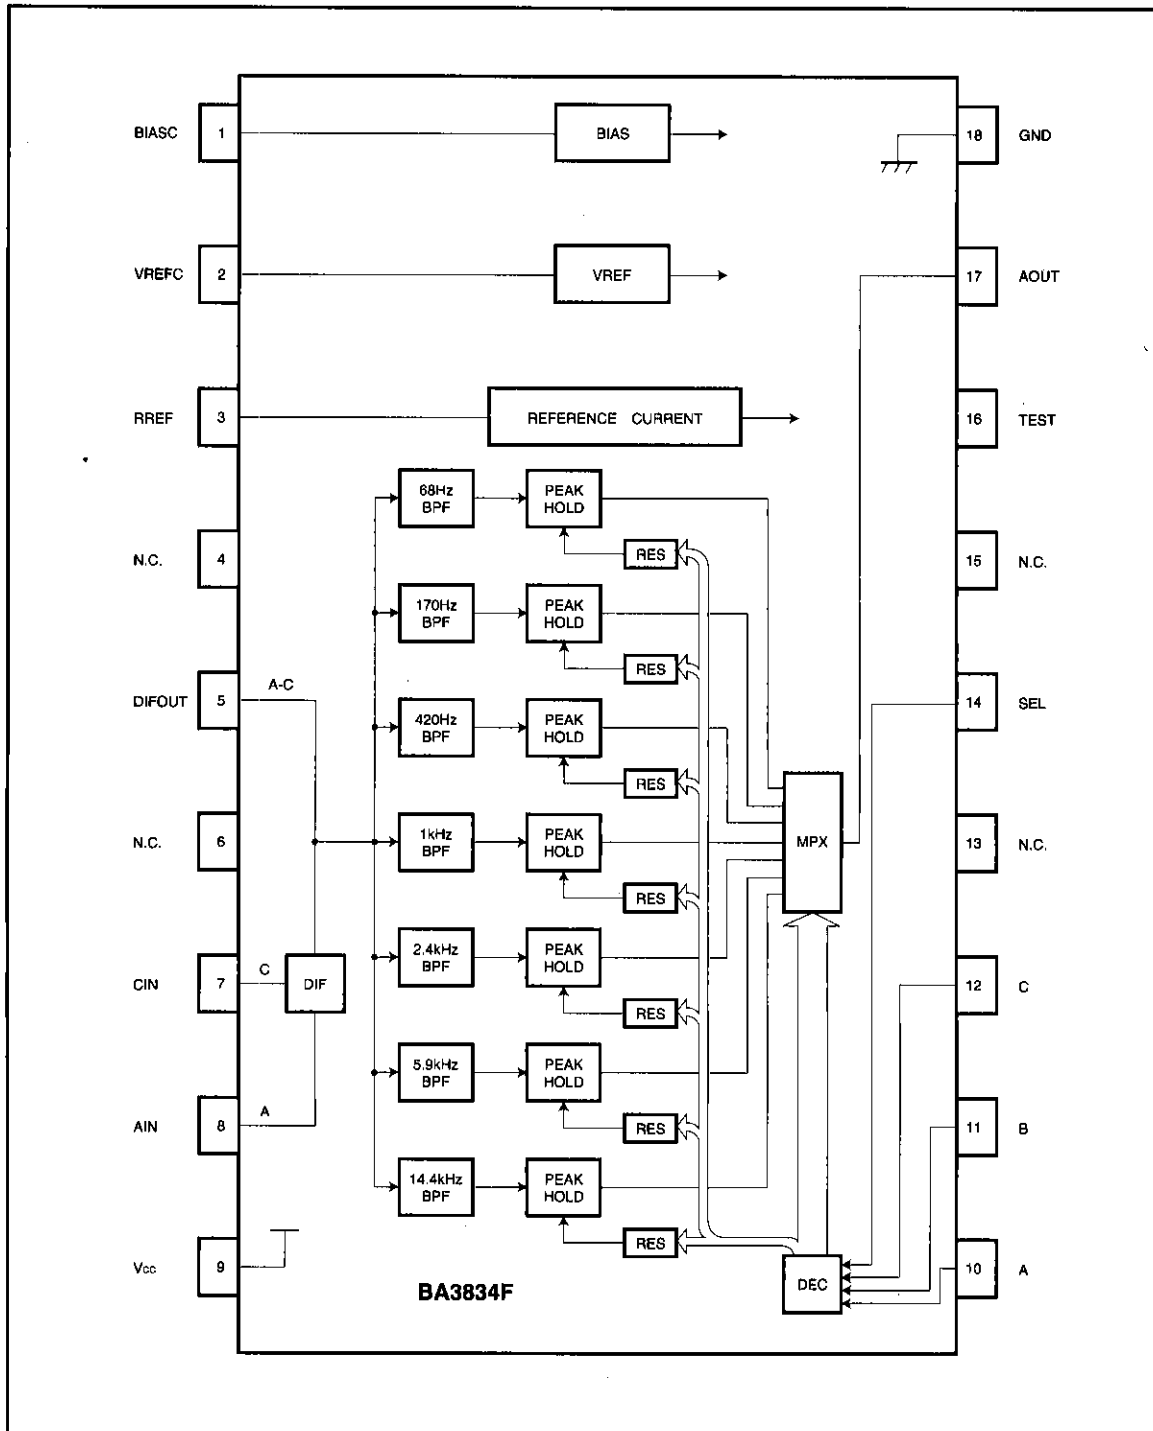 BIASC 1 BIAS 18 GND
VREFC 2 VREF 17 AOUT
RREF 3 REFERENCE CURRENT 16 TEST
68Hz BPF
PEAK HOLD
N.C. 4 RES 15 N.C.
170Hz BPF
PEAK HOLD
RES
DIFOUT 5 A-C 14 SEL
420Hz BPF
PEAK HOLD
RES
N.C. 6 1kHz BPF
PEAK HOLD
MPX 13 N.C.
RES
2.4kHz BPF
PEAK HOLD
CIN 7 C DIF 12 C
RES
5.9kHz BPF
PEAK HOLD
AIN 8 A RES 11 B
14.4kHz BPF
PEAK HOLD
RES
Vcc 9 DEC 10 A
BA3834F